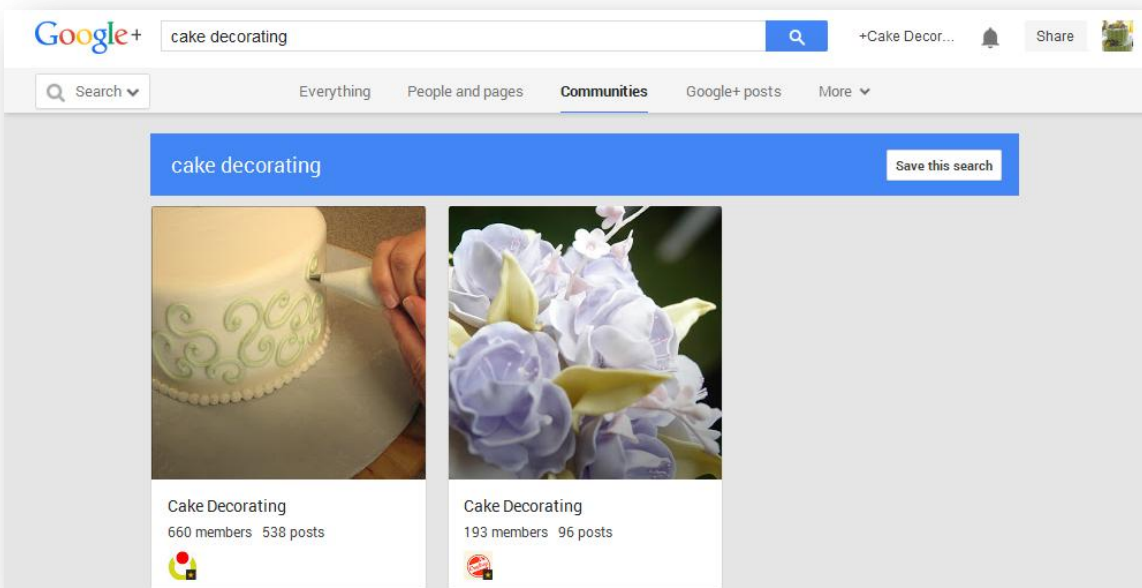 Google+ cake decorating +Cake Decor... Share
Search Everything People and pages Communities Google+ posts More
cake decorating Save this search
Cake Decorating Cake Decorating
660 members 538 posts 193 members 96 posts